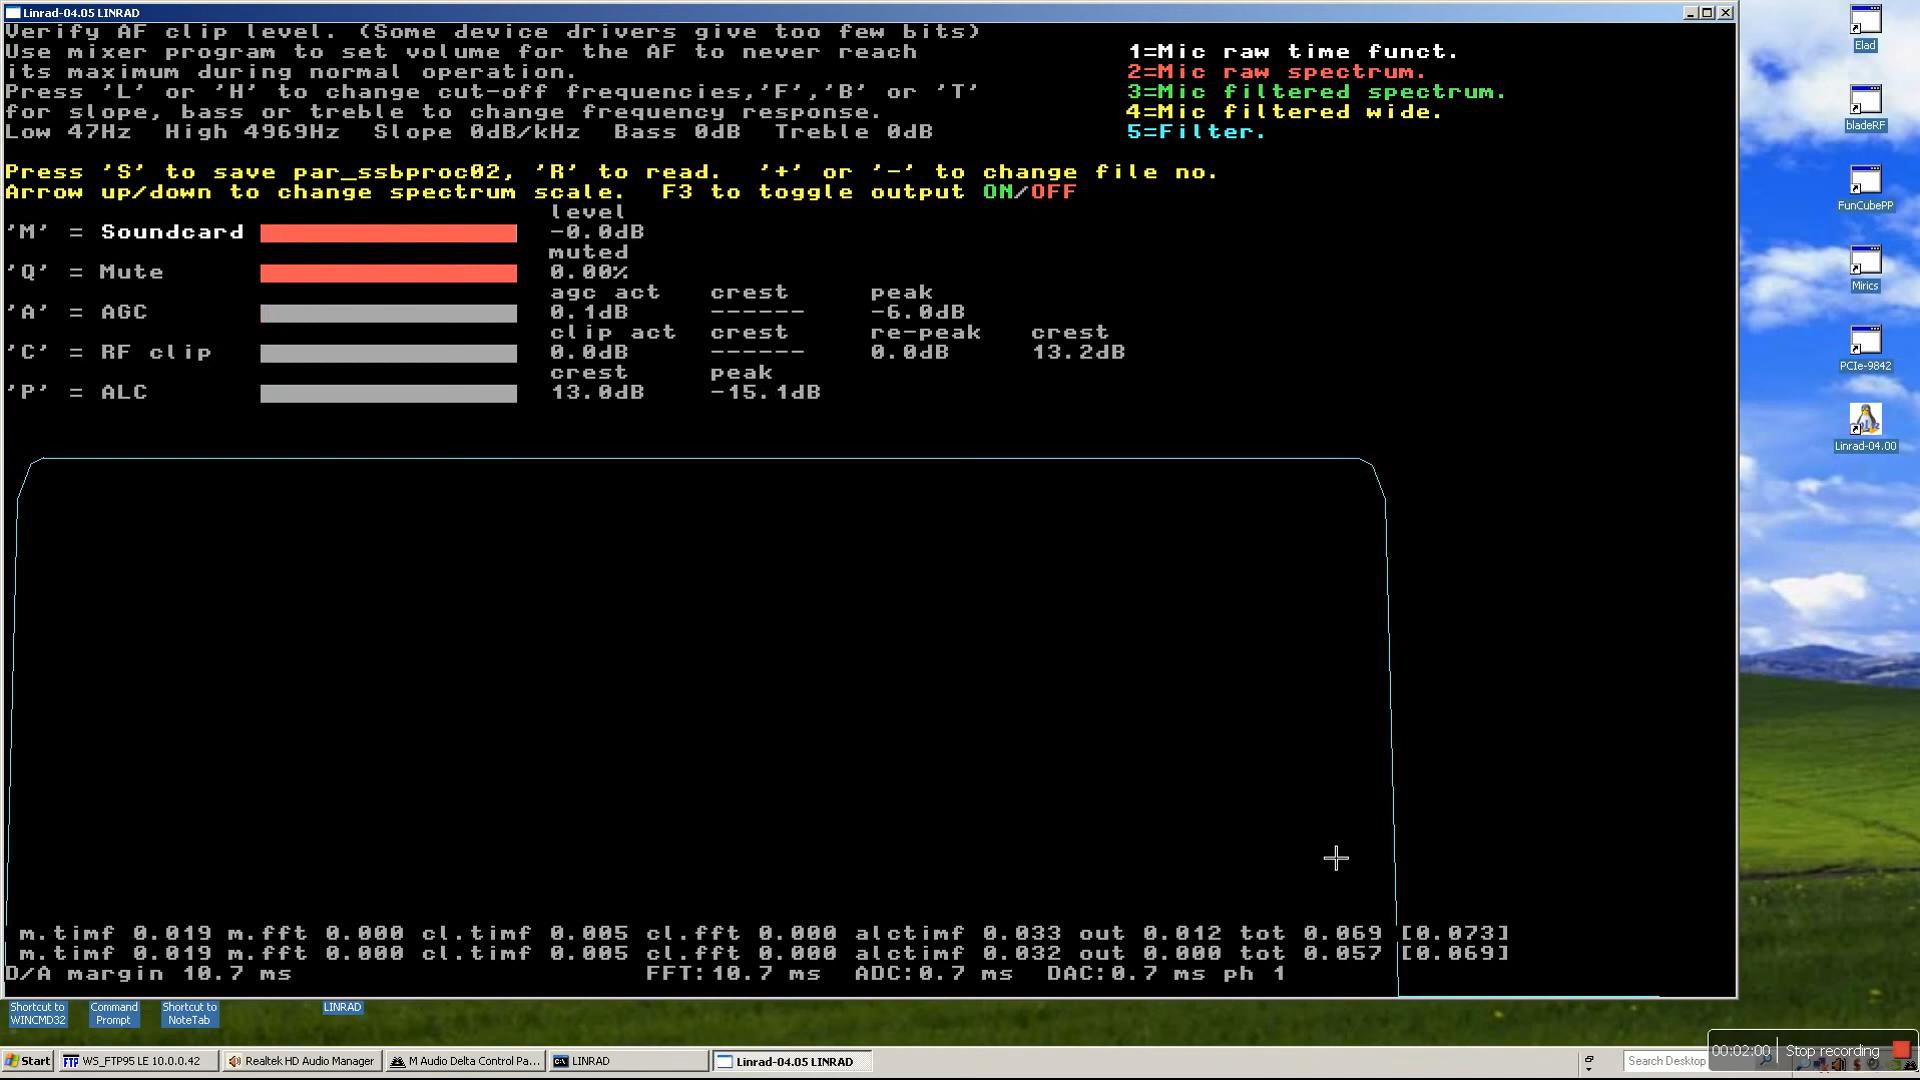 Linrad-04.05 LINRAD
Verify AF clip level. (Some device drivers give too few bits)
Use mixer program to set volume for the AF to never reach
its maximum during normal operation.
Press 'L' or 'H' to change cut-off frequencies,'F','B' or 'T'
for slope, bass or treble to change frequency response.
Low 47Hz High 4969Hz Slope 0dB/kHz Bass 0dB Treble 0dB
1=Mic raw time funct.
2=Mic raw spectrum.
3=Mic filtered spectrum.
4=Mic filtered wide.
5=Filter.
Press 'S' to save par_ssbproc02, 'R' to read. '+' or '-' to change file no.
Arrow up/down to change spectrum scale. F3 to toggle output ON/OFF
level
'M' = Soundcard -0.0dB
muted
'Q' = Mute 0.00%
agc act crest peak
'A' = AGC 0.1dB ------ -6.0dB
clip act crest re-peak crest
'C' = RF clip 0.0dB ------ 0.0dB 13.2dB
crest peak
'P' = ALC 13.0dB -15.1dB
m.timf 0.019 m.fft 0.000 cl.timf 0.005 cl.fft 0.000 alctimf 0.033 out 0.012 tot 0.069 [0.073]
m.timf 0.019 m.fft 0.000 cl.timf 0.005 cl.fft 0.000 alctimf 0.032 out 0.000 tot 0.057 [0.069]
D/A margin 10.7 ms FFT:10.7 ms ADC:0.7 ms DAC:0.7 ms ph 1
Elad
bladeRF
FunCubePP
Mirics
PCIe-9842
Linrad-04.00
Shortcut to
WINCMD32
Command
Prompt
Shortcut to
NoteTab
LINRAD
Start
WS_FTP95 LE 10.0.0.42
Realtek HD Audio Manager
M Audio Delta Control Pa...
LINRAD
Linrad-04.05 LINRAD
Search Desktop
00:02:00
Stop recording